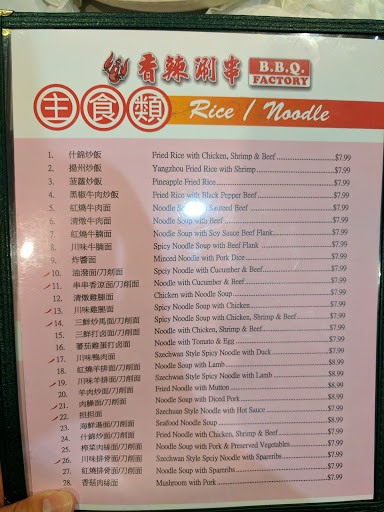 香辣涮串 B.B.Q. FACTORY
主食類 Rice / Noodle
1. 什錦炒飯 Fried Rice with Chicken, Shrimp & Beef $7.99
2. 揚州炒飯 Yangzhou Fried Rice with Shrimp $7.99
3. 菠蘿炒飯 Pineapple Fried Rice $7.99
4. 黑椒牛肉炒飯 Fried Rice with Black Pepper Beef $7.99
5. 紅燒牛肉面 Noodle Beef $7.99
6. 清燉牛肉面 Noodle Soup with Beef $7.99
7. 紅燒牛腩面 Noodle Soup with Soy Sauce Beef Flank $7.99
8. 川味牛腩面 Spicy Noodle Soup with Beef Flank $7.99
9. 炸醬面 Minced Noodle with Pork Dice $7.99
10. 油潑面/刀削面 Spciy Noodle with Cucumber & Beef $7.99
11. 串串香涼面/刀削面 Noodle with Cucumber & Beef $7.99
12. 清燉雞腿面 Chicken with Noodle Soup $7.99
13. 川味雞腿面 Spicy Noodle Soup with Chicken $7.99
14. 三鮮炒馬面/刀削面 Spicy Noodle Soup with Chicken, Shrimp & Beef $7.99
15. 三鮮打卤面/刀削面 Noodle with Chicken, Shrimp & Beef $7.99
16. 蕃茄雞蛋打卤面 Noodle with Tomato & Egg $7.99
17. 川味鴨肉面 Szechwan Style Spicy Noodle with Duck $7.99
18. 紅燒羊排面/刀削面 Noodle Soup with Lamb $8.99
19. 川味羊排面/刀削面 Szechwan Style Spicy Noodle with Lamb $8.99
20. 羊肉炒面/刀削面 Fried Noodle with Mutton $8.99
21. 肉臊面/刀削面 Noodle Soup with Diced Pork $7.99
22. 担担面 Szechuan Style Noodle with Hot Sauce $7.99
23. 海鮮湯面/刀削面 Seafood Noodle Soup $8.99
24. 什錦炒面/刀削面 Fried Noodle with Chicken, Shrimp & Beef $7.99
25. 榨菜肉絲面/刀削面 Noodle Soup with Pork & Preserved Vegetables $7.99
26. 川味排骨面/刀削面 Szechwan Style Spciy Noodle with Spareribs $7.99
27. 紅燒排骨面/刀削面 Noodle Soup with Spareribs $7.99
28. 香菇肉絲面 Mushroom with Pork $7.99